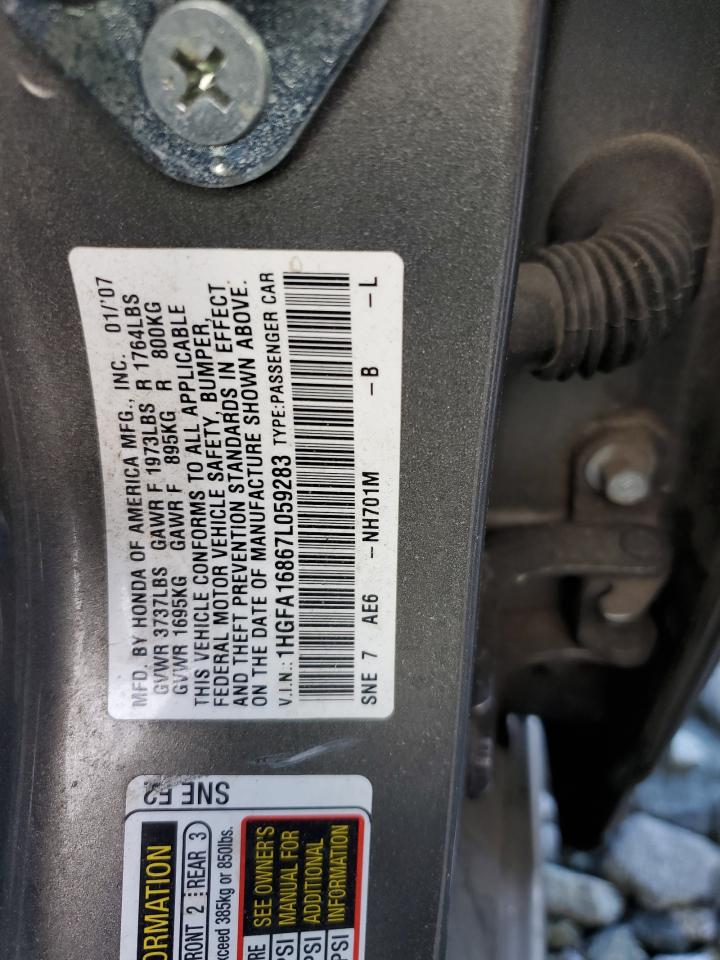 MFD. BY HONDA OF AMERICA MFG., INC. 01/'07
GVWR 3737LBS GAWR F 1973LBS R 1764LBS
GVWR 1695KG GAWR F 895KG R 800KG
THIS VEHICLE CONFORMS TO ALL APPLICABLE
FEDERAL MOTOR VEHICLE SAFETY, BUMPER,
AND THEFT PREVENTION STANDARDS IN EFFECT
ON THE DATE OF MANUFACTURE SHOWN ABOVE.
V.I.N.: 1HGFA16867L059283 TYPE:PASSENGER CAR
SNE 7 AE6 -NH701M -B -L
SNE E2
ORMATION
RONT 2 REAR 3
xceed 385kg or 850lbs.
RE SEE OWNER'S
PSI MANUAL FOR
PSI ADDITIONAL
PSI INFORMATION